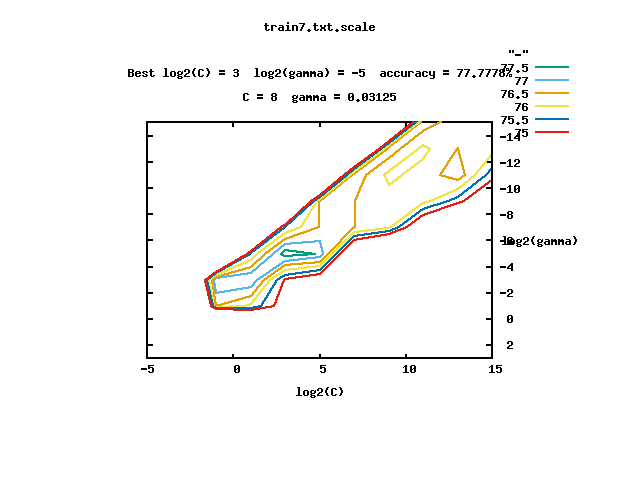 train7.txt.scale
"-"
Best log2(C) = 3 log2(gamma) = -5 accuracy = 77.7778%
77.5
77
C = 8 gamma = 0.03125
76.5
76
75.5
75
-14
-12
-10
-8
-6
log2(gamma)
-4
-2
0
2
-5 0 5 10 15
log2(C)